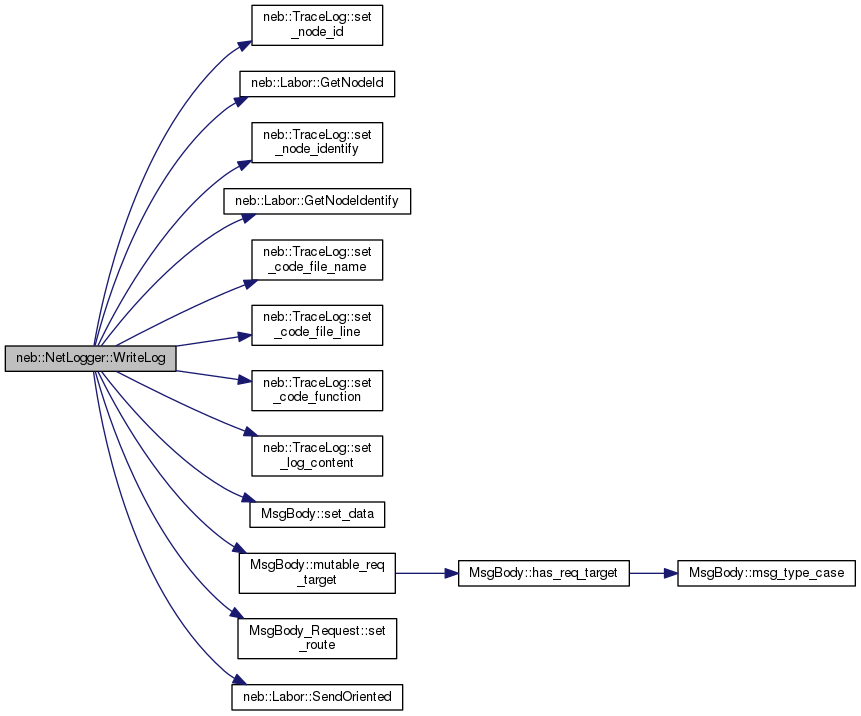 neb::TraceLog::set
_node_id
neb::Labor::GetNodeId
neb::TraceLog::set
_node_identify
neb::Labor::GetNodeIdentify
neb::TraceLog::set
_code_file_name
neb::TraceLog::set
_code_file_line
neb::NetLogger::WriteLog
neb::TraceLog::set
_code_function
neb::TraceLog::set
_log_content
MsgBody::set_data
MsgBody::mutable_req
_target
MsgBody::has_req_target
MsgBody::msg_type_case
MsgBody_Request::set
_route
neb::Labor::SendOriented